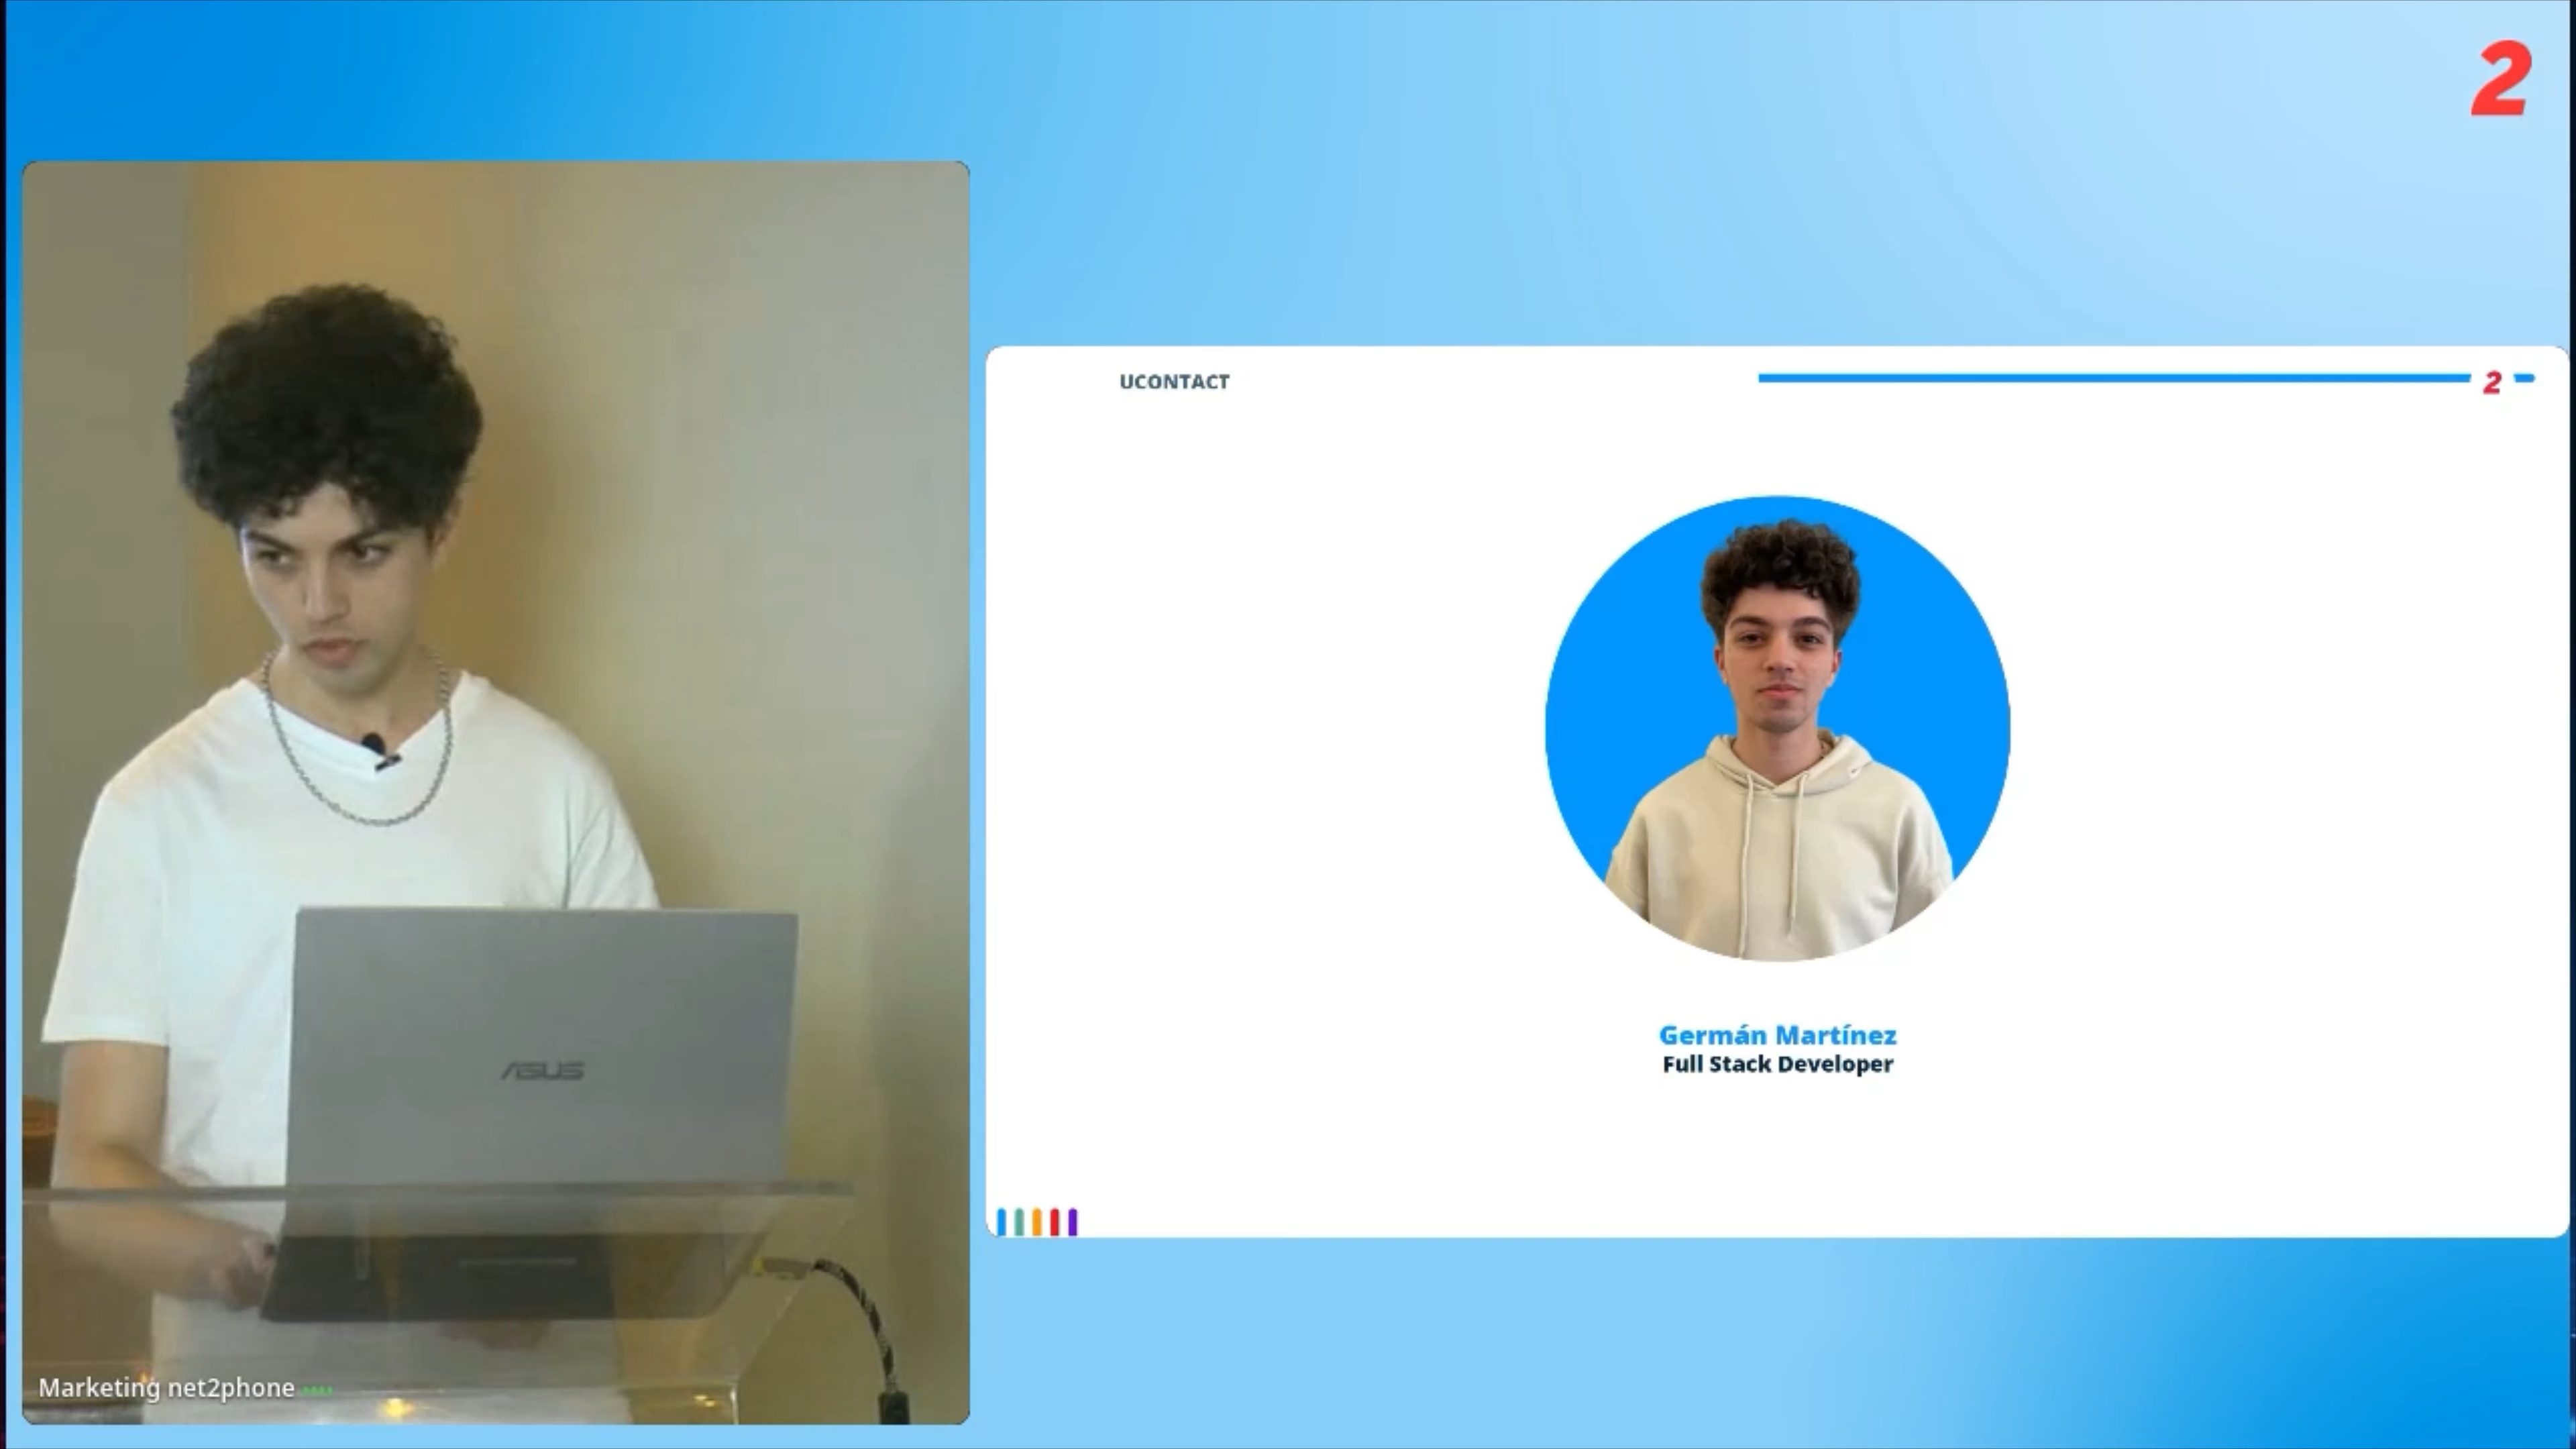 2
UCONTACT
2
Germán Martínez
Full Stack Developer
ASUS
Marketing net2phone